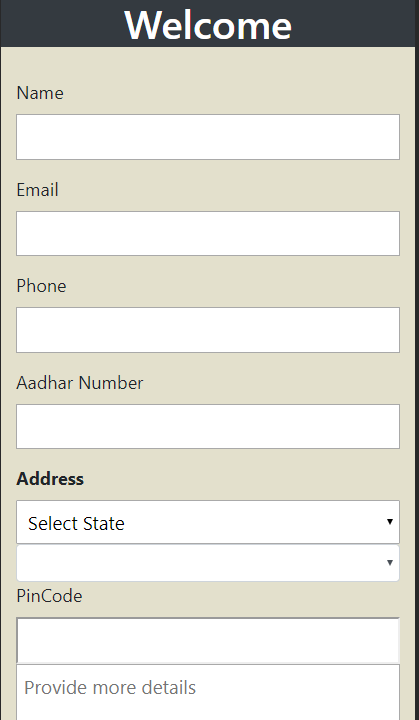 Welcome
Name
Email
Phone
Aadhar Number
Address
Select State
PinCode
Provide more details